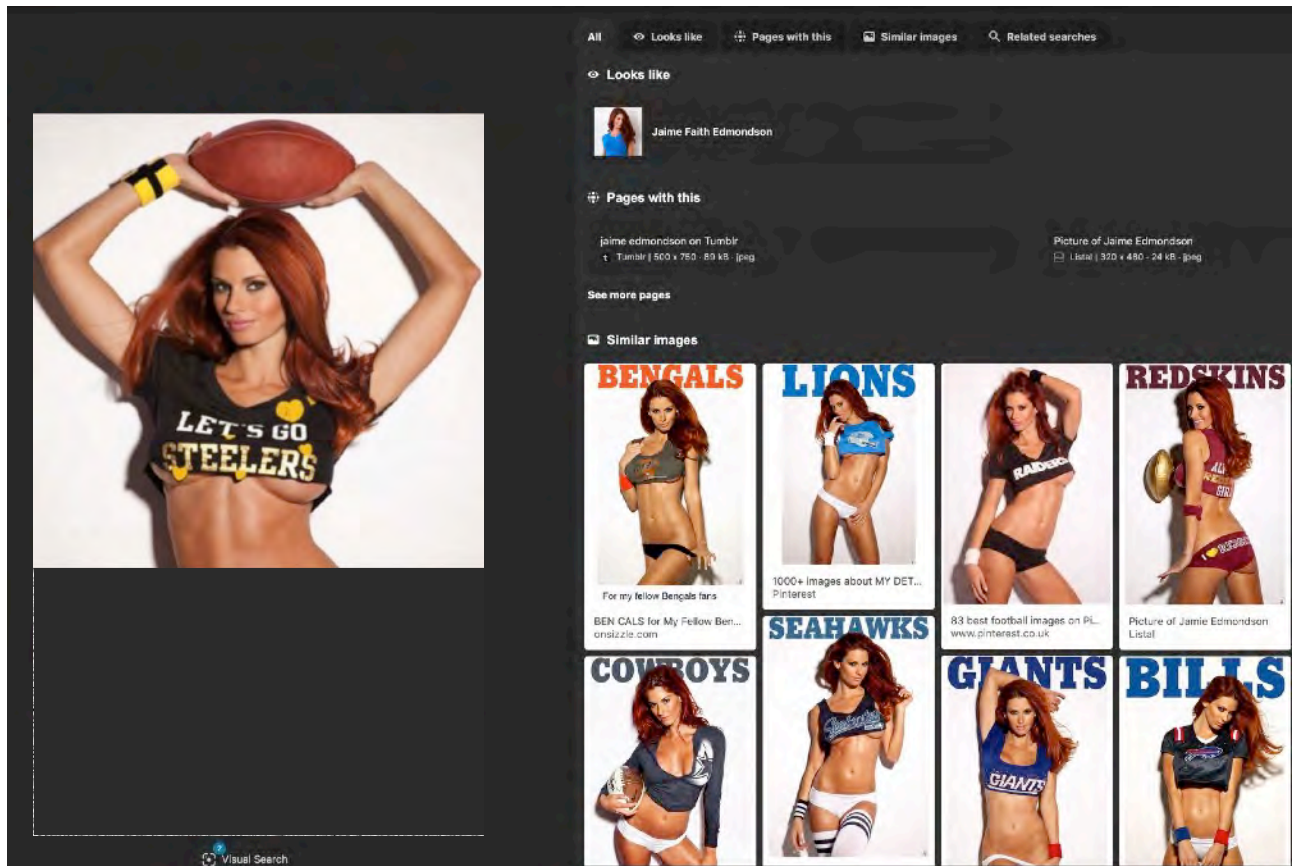 All
Looks like
Pages with this
Similar images
Related searches
Looks like
Jaime Faith Edmondson
Pages with this
jaime edmondson on Tumblr
t Tumblr | 500 x 750 · 89 kB · jpeg
Picture of Jaime Edmondson
Listal | 320 x 480 · 24 kB · jpeg
See more pages
Similar images
LET'S GO
STEELERS
BENGALS
For my fellow Bengals fans
BEN CALS for My Fellow Ben...
onsizzle.com
LIONS
1000+ images about MY DET...
Pinterest
RAIDERS
83 best football images on Pi...
www.pinterest.co.uk
REDSKINS
Picture of Jamie Edmondson
Listal
COWBOYS
SEAHAWKS
Seahawks
GIANTS
GIANTS
BILLS
Visual Search